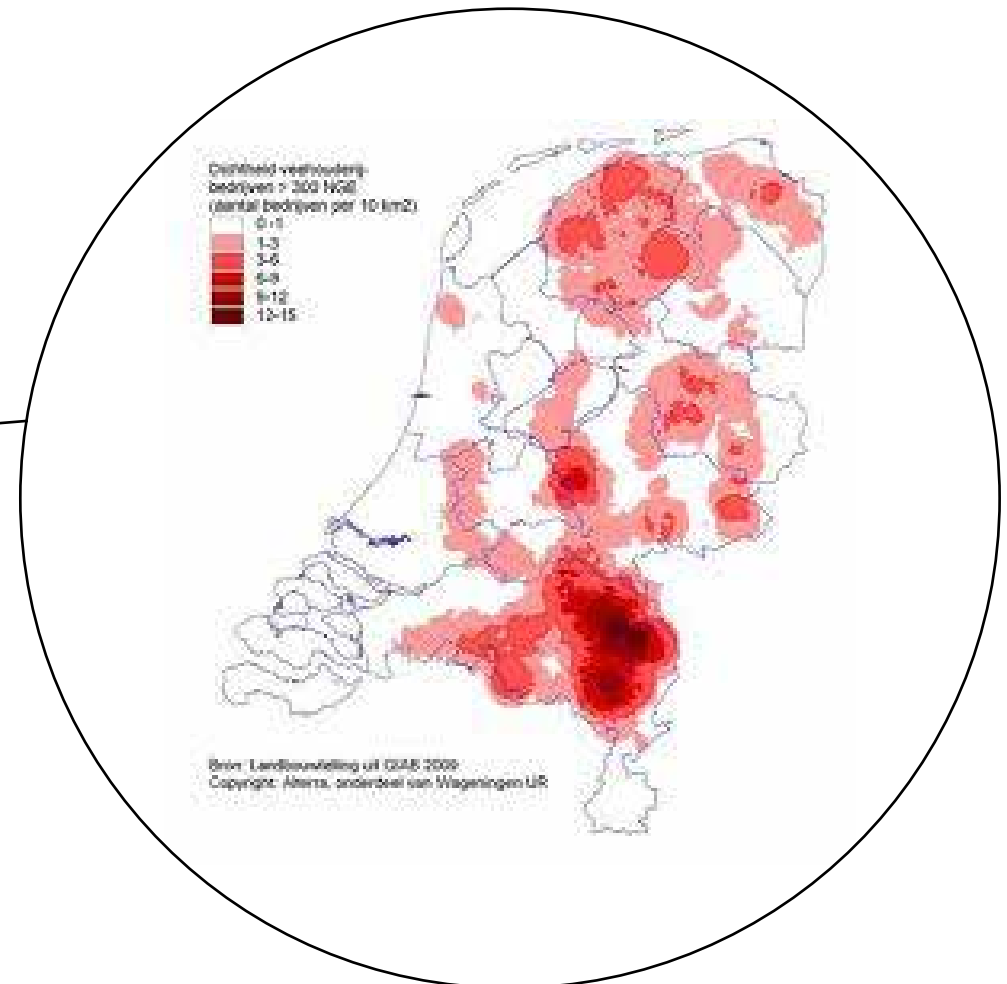 Dichtheid veehouderij
bedrijven > 300 NGE
(aantal bedrijven per 10 km2)
0-1
1-3
3-6
6-9
9-12
12-15
Bron: Landbouwtelling uit GIAB 2009
Copyright: Alterra, onderdeel van Wageningen UR